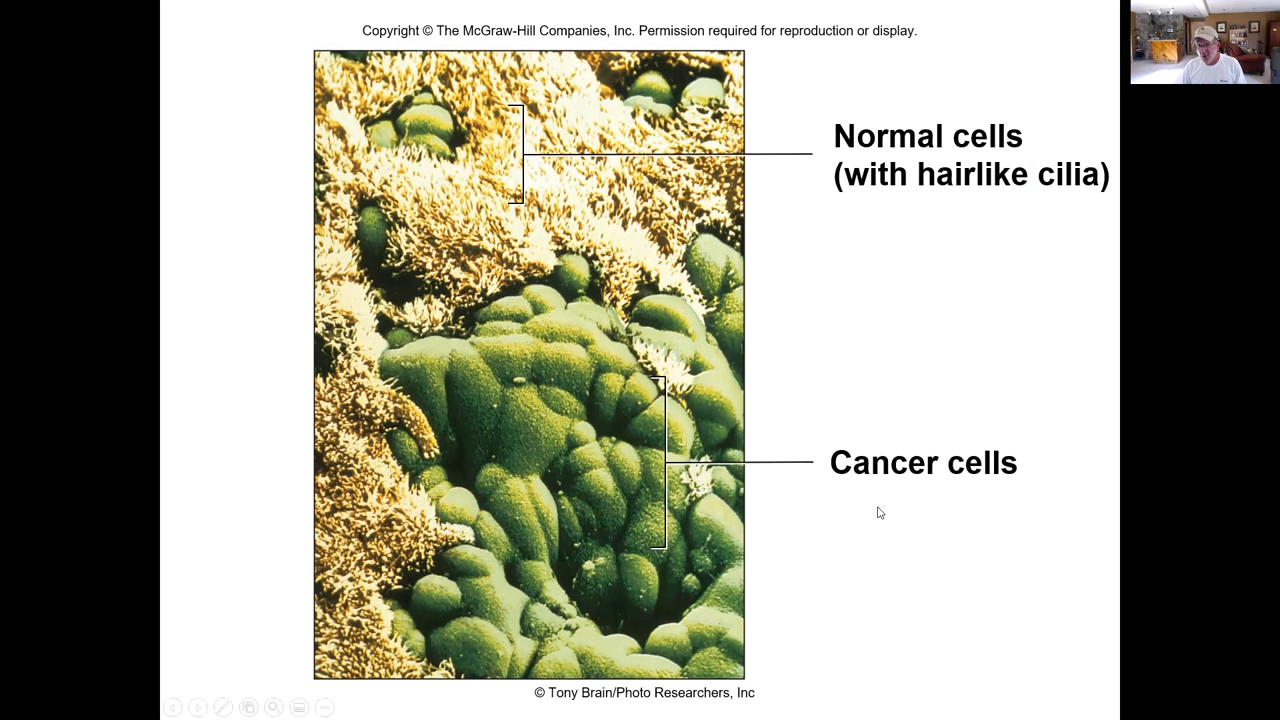 Copyright © The McGraw-Hill Companies, Inc. Permission required for reproduction or display.
Normal cells
(with hairlike cilia)
Cancer cells
© Tony Brain/Photo Researchers, Inc